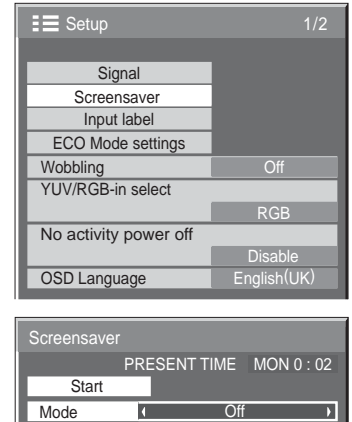 Setup 1/2
Signal
Screensaver
Input label
ECO Mode settings
Wobbling Off
YUV/RGB-in select
RGB
No activity power off
Disable
OSD Language English(UK)
Screensaver
PRESENT TIME MON 0 : 02
Start
Mode Off